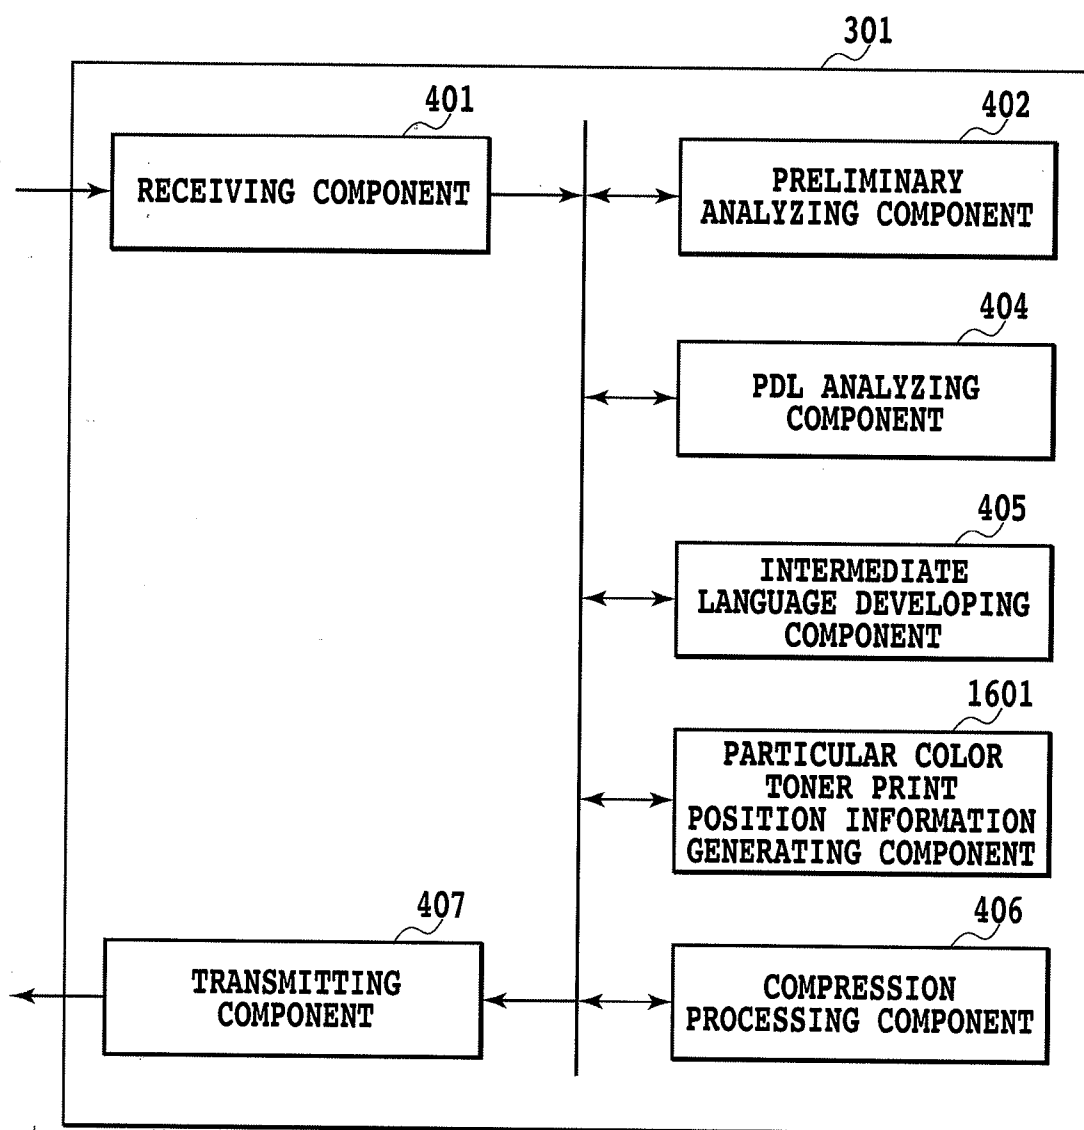 301
401
RECEIVING COMPONENT
402
PRELIMINARY
ANALYZING COMPONENT
404
PDL ANALYZING
COMPONENT
405
INTERMEDIATE
LANGUAGE DEVELOPING
COMPONENT
1601
PARTICULAR COLOR
TONER PRINT
POSITION INFORMATION
GENERATING COMPONENT
407
TRANSMITTING
COMPONENT
406
COMPRESSION
PROCESSING COMPONENT